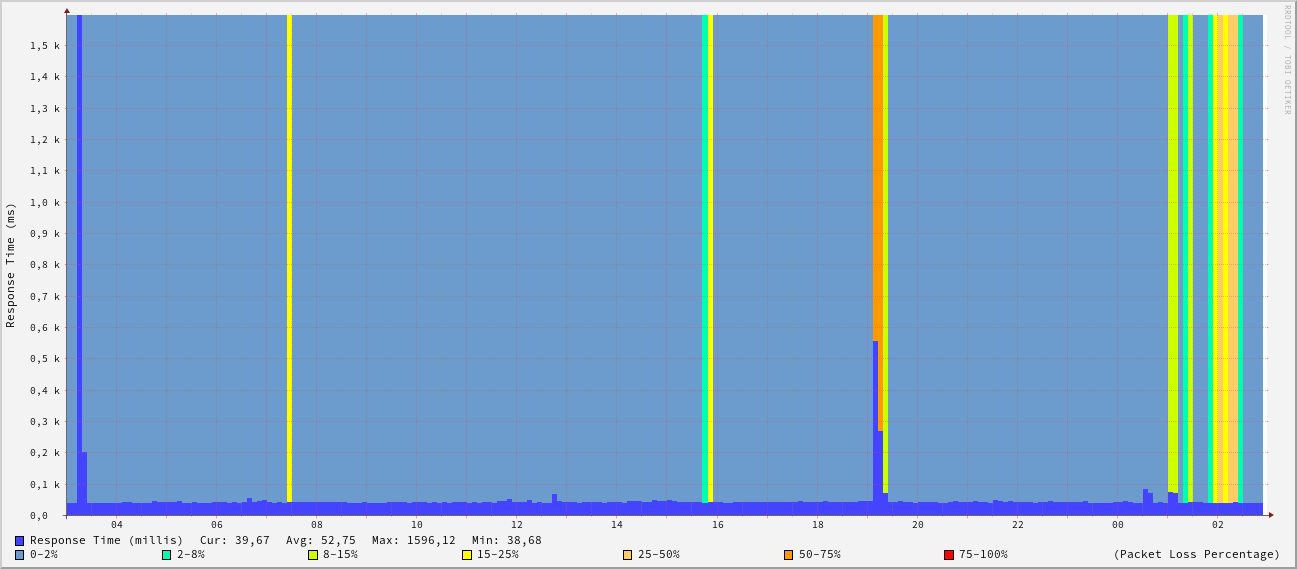 RRDTOOL / TOBI OETIKER
Response Time (ms)
1,5 k
1,4 k
1,3 k
1,2 k
1,1 k
1,0 k
0,9 k
0,8 k
0,7 k
0,6 k
0,5 k
0,4 k
0,3 k
0,2 k
0,1 k
0,0
04 06 08 10 12 14 16 18 20 22 00 02
Response Time (millis) Cur: 39,67 Avg: 52,75 Max: 1596,12 Min: 38,68
0-2% 2-8% 8-15% 15-25% 25-50% 50-75% 75-100% (Packet Loss Percentage)